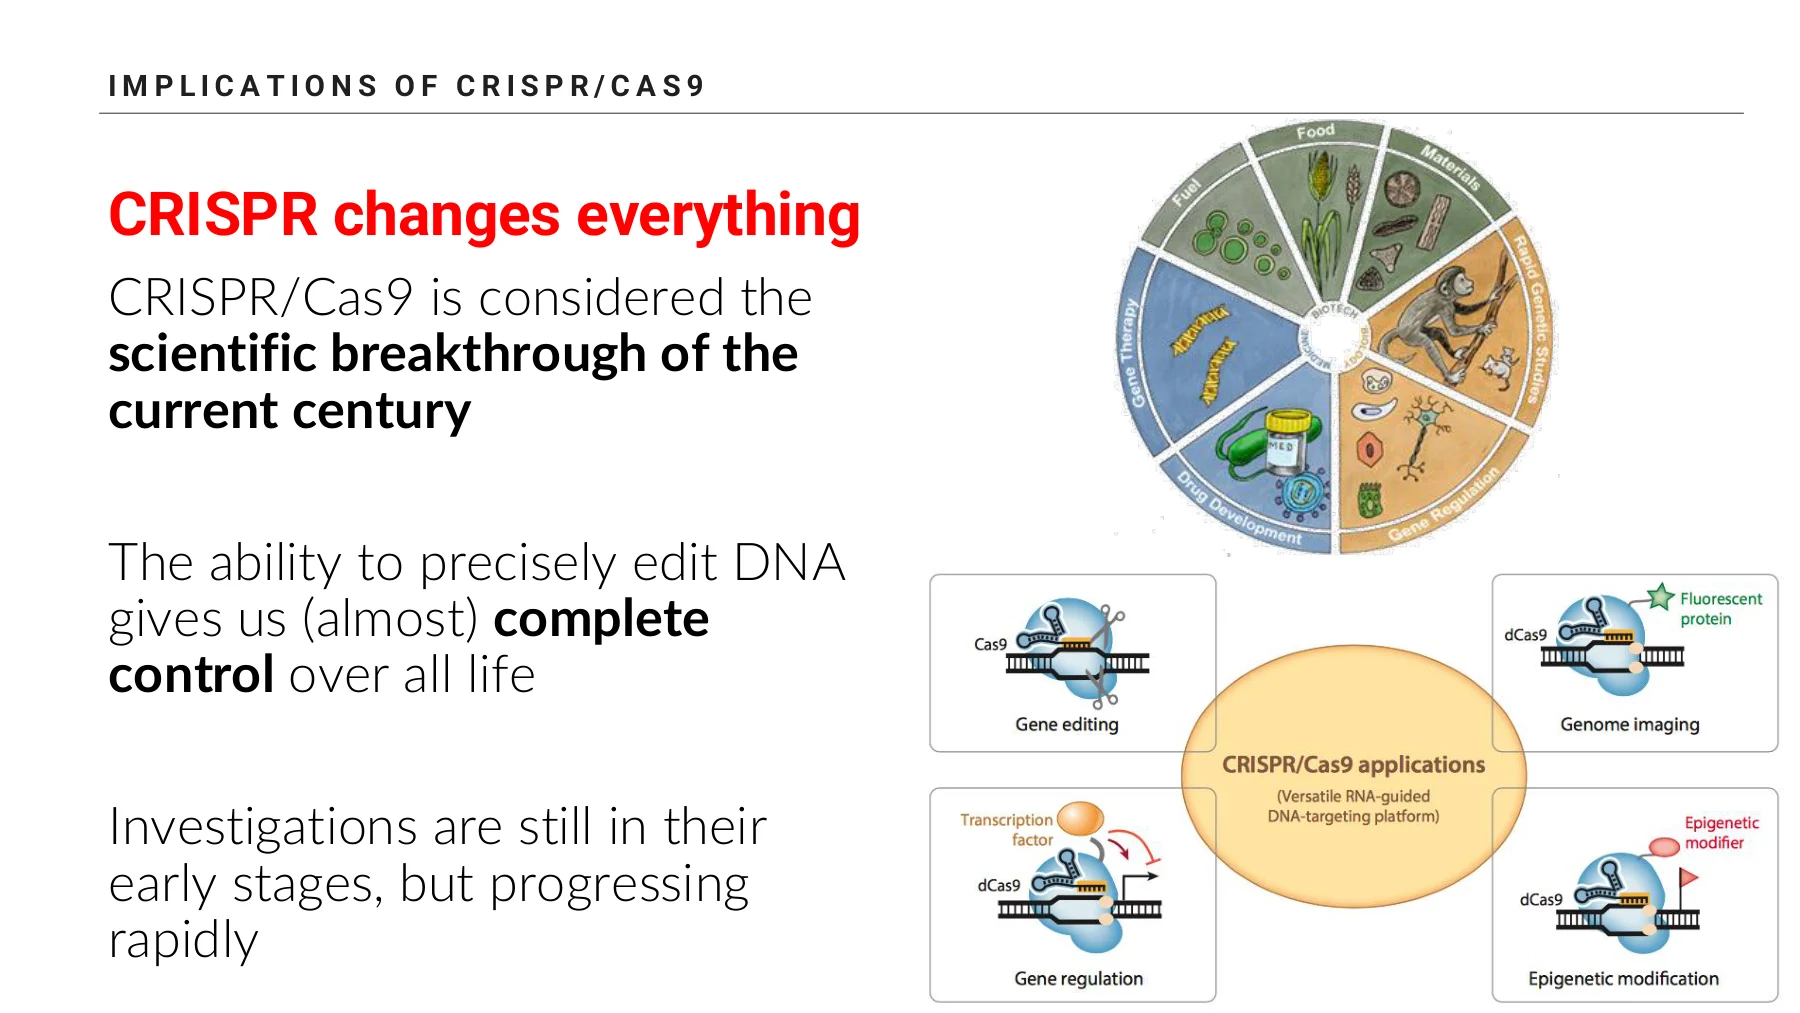 IMPLICATIONS OF CRISPR/CAS9
CRISPR changes everything
CRISPR/Cas9 is considered the
scientific breakthrough of the
current century
The ability to precisely edit DNA
gives us (almost) complete
control over all life
Investigations are still in their
early stages, but progressing
rapidly
Food
Materials
Fuel
Rapid Genetic Studies
Gene Therapy
BIOTECH
BIOLOGY
MEDICINE
MED
Drug Development
Gene Regulation
Cas9
Gene editing
Fluorescent
protein
dCas9
Genome imaging
CRISPR/Cas9 applications
(Versatile RNA-guided
DNA-targeting platform)
Transcription
factor
dCas9
Gene regulation
Epigenetic
modifier
dCas9
Epigenetic modification